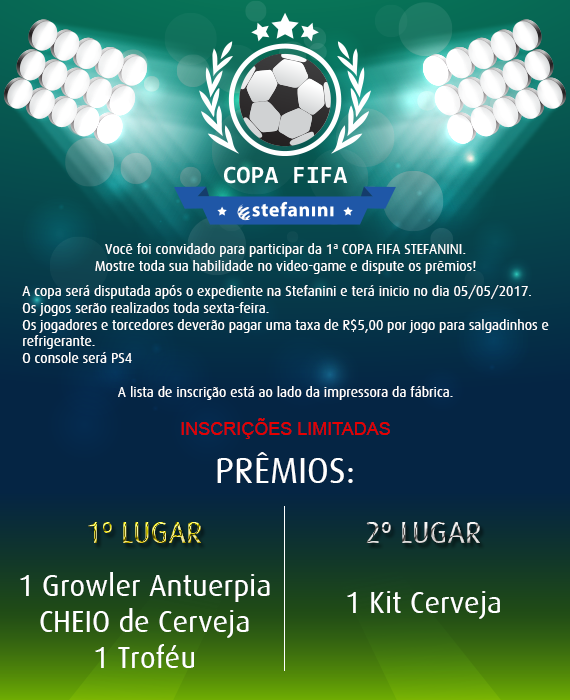 COPA FIFA
stefanini
Você foi convidado para participar da 1ª COPA FIFA STEFANINI.
Mostre toda sua habilidade no video-game e dispute os prêmios!
A copa será disputada após o expediente na Stefanini e terá inicio no dia 05/05/2017.
Os jogos serão realizados toda sexta-feira.
Os jogadores e torcedores deverão pagar uma taxa de R$5,00 por jogo para salgadinhos e
refrigerante.
O console será PS4
A lista de inscrição está ao lado da impressora da fábrica.
INSCRIÇÕES LIMITADAS
PRÊMIOS:
1º LUGAR
1 Growler Antuerpia
CHEIO de Cerveja
1 Troféu
2º LUGAR
1 Kit Cerveja